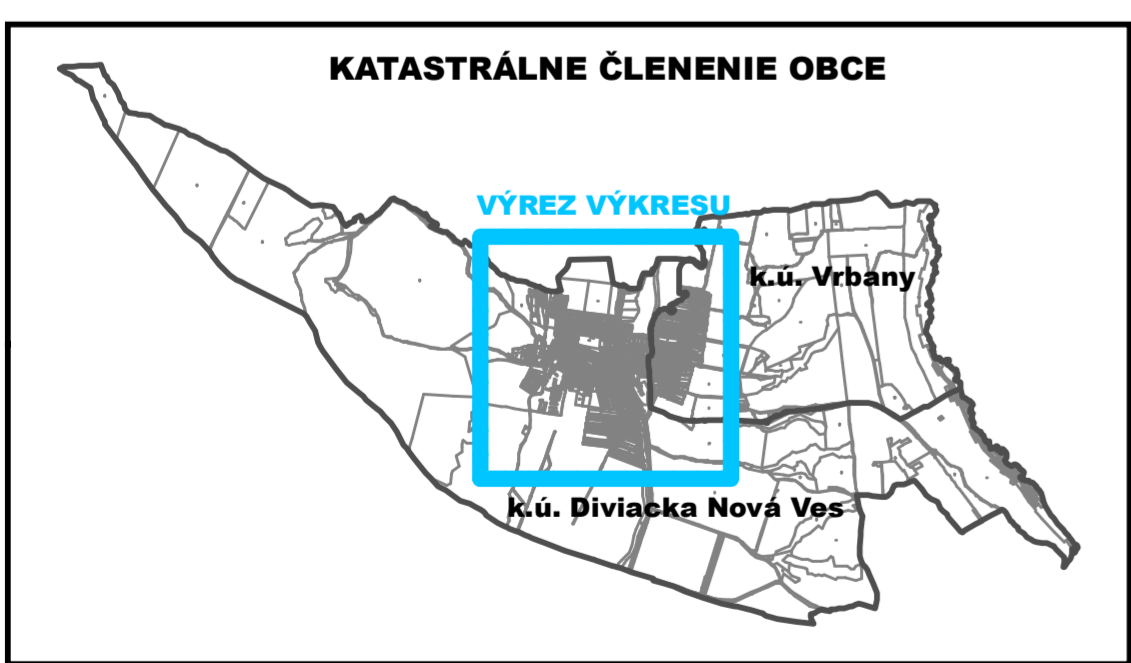 KATASTRÁLNE ČLENENIE OBCE
VÝREZ VÝKRESU
k.ú. Vrbany
k.ú. Diviacka Nová Ves